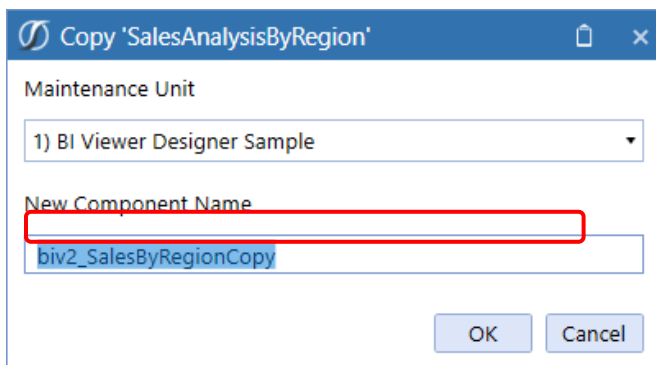 Copy 'SalesAnalysisByRegion'
Maintenance Unit
1) BI Viewer Designer Sample
New Component Name
biv2_SalesByRegionCopy
OK Cancel